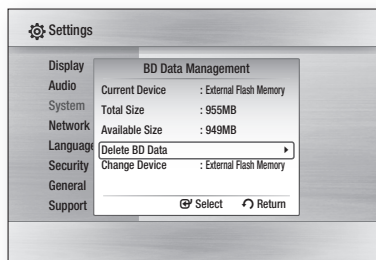 Settings
Display
Audio
System
Network
Language
Security
General
Support
BD Data Management
Current Device : External Flash Memory
Total Size : 955MB
Available Size : 949MB
Delete BD Data
Change Device : External Flash Memory
Select Return